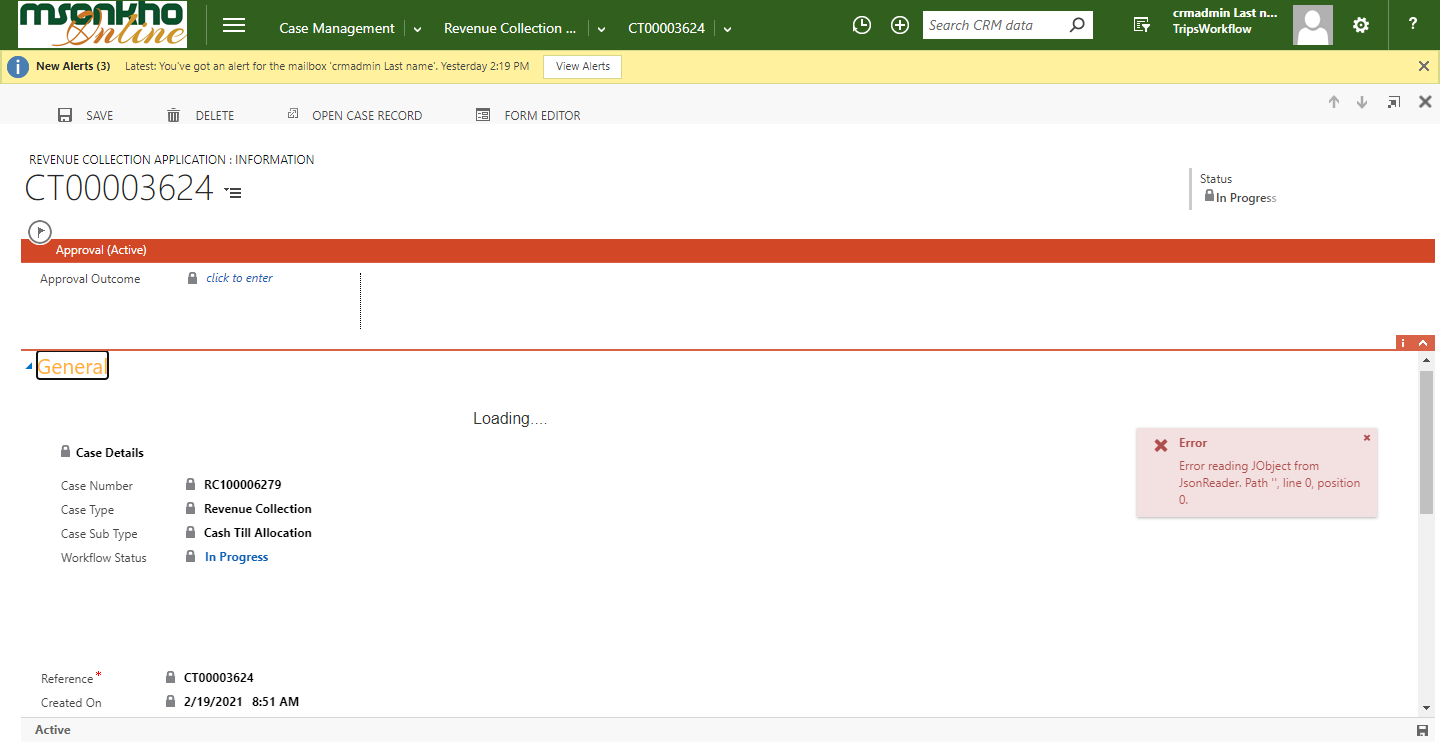 msonkho
Online
Case Management
Revenue Collection ...
CT00003624
Search CRM data
crmadmin Last n...
TripsWorkflow
?
New Alerts (3) Latest: You've got an alert for the mailbox 'crmadmin Last name'. Yesterday 2:19 PM View Alerts
SAVE DELETE OPEN CASE RECORD FORM EDITOR
REVENUE COLLECTION APPLICATION : INFORMATION
CT00003624
Status
In Progress
Approval (Active)
Approval Outcome click to enter
General
Loading....
Error
Error reading JObject from
JsonReader. Path '', line 0, position
0.
Case Details
Case Number RC100006279
Case Type Revenue Collection
Case Sub Type Cash Till Allocation
Workflow Status In Progress
Reference* CT00003624
Created On 2/19/2021 8:51 AM
Active